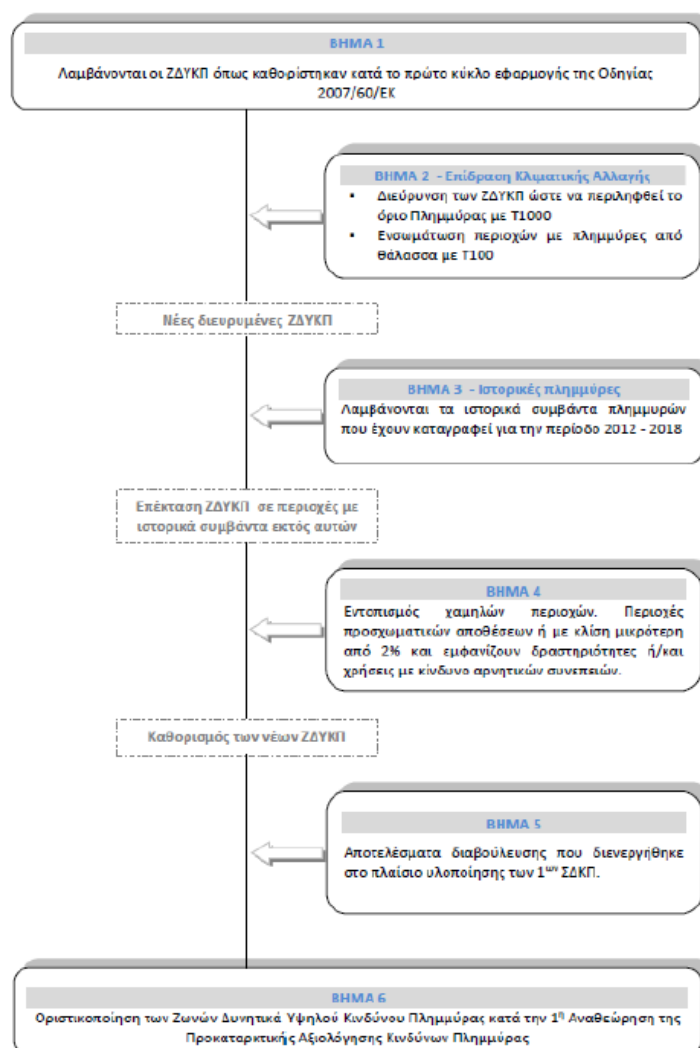 ΒΗΜΑ 1
Λαμβάνονται οι ΖΔΥΚΠ όπως καθορίστηκαν κατά το πρώτο κύκλο εφαρμογής της Οδηγίας
2007/60/ΕΚ
ΒΗΜΑ 2 - Επίδραση Κλιματικής Αλλαγής
• Διεύρυνση των ΖΔΥΚΠ ώστε να περιληφθεί το
όριο Πλημμύρας με Τ1000
• Ενσωμάτωση περιοχών με πλημμύρες από
θάλασσα με Τ100
Νέες διευρυμένες ΖΔΥΚΠ
ΒΗΜΑ 3 - Ιστορικές πλημμύρες
Λαμβάνονται τα ιστορικά συμβάντα πλημμυρών
που έχουν καταγραφεί για την περίοδο 2012 - 2018
Επέκταση ΖΔΥΚΠ σε περιοχές με
ιστορικά συμβάντα εκτός αυτών
ΒΗΜΑ 4
Εντοπισμός χαμηλών περιοχών. Περιοχές
προσχωματικών αποθέσεων ή με κλίση μικρότερη
από 2% και εμφανίζουν δραστηριότητες ή/και
χρήσεις με κίνδυνο αρνητικών συνεπειών.
Καθορισμός των νέων ΖΔΥΚΠ
ΒΗΜΑ 5
Αποτελέσματα διαβούλευσης που διενεργήθηκε
στο πλαίσιο υλοποίησης των 1ων ΣΔΚΠ.
ΒΗΜΑ 6
Οριστικοποίηση των Ζωνών Δυνητικά Υψηλού Κινδύνου Πλημμύρας κατά την 1η Αναθεώρηση της
Προκαταρκτικής Αξιολόγησης Κινδύνων Πλημμύρας